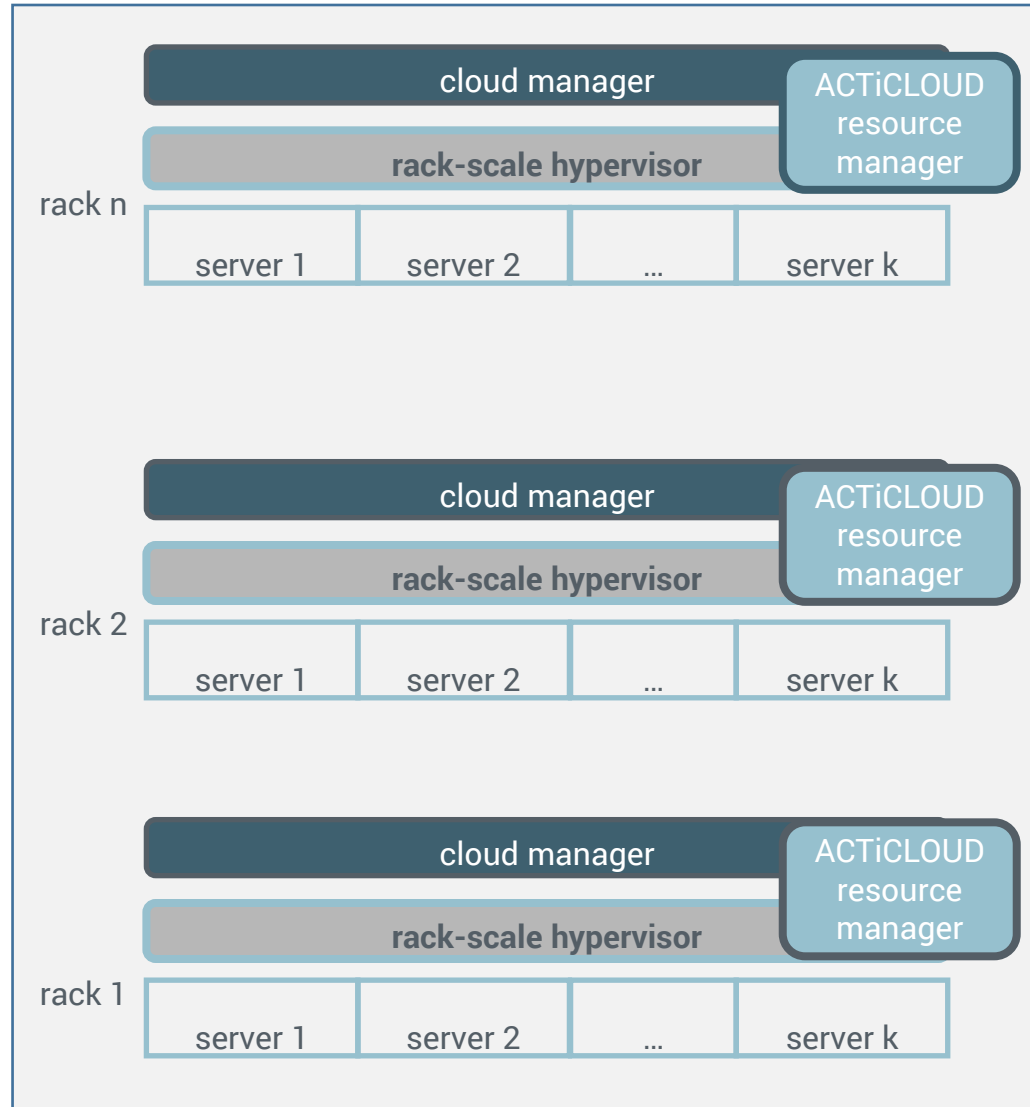 cloud manager
ACTiCLOUD
resource
manager
rack-scale hypervisor
rack n
server 1 server 2 ... server k
cloud manager
ACTiCLOUD
resource
manager
rack-scale hypervisor
rack 2
server 1 server 2 ... server k
cloud manager
ACTiCLOUD
resource
manager
rack-scale hypervisor
rack 1
server 1 server 2 ... server k